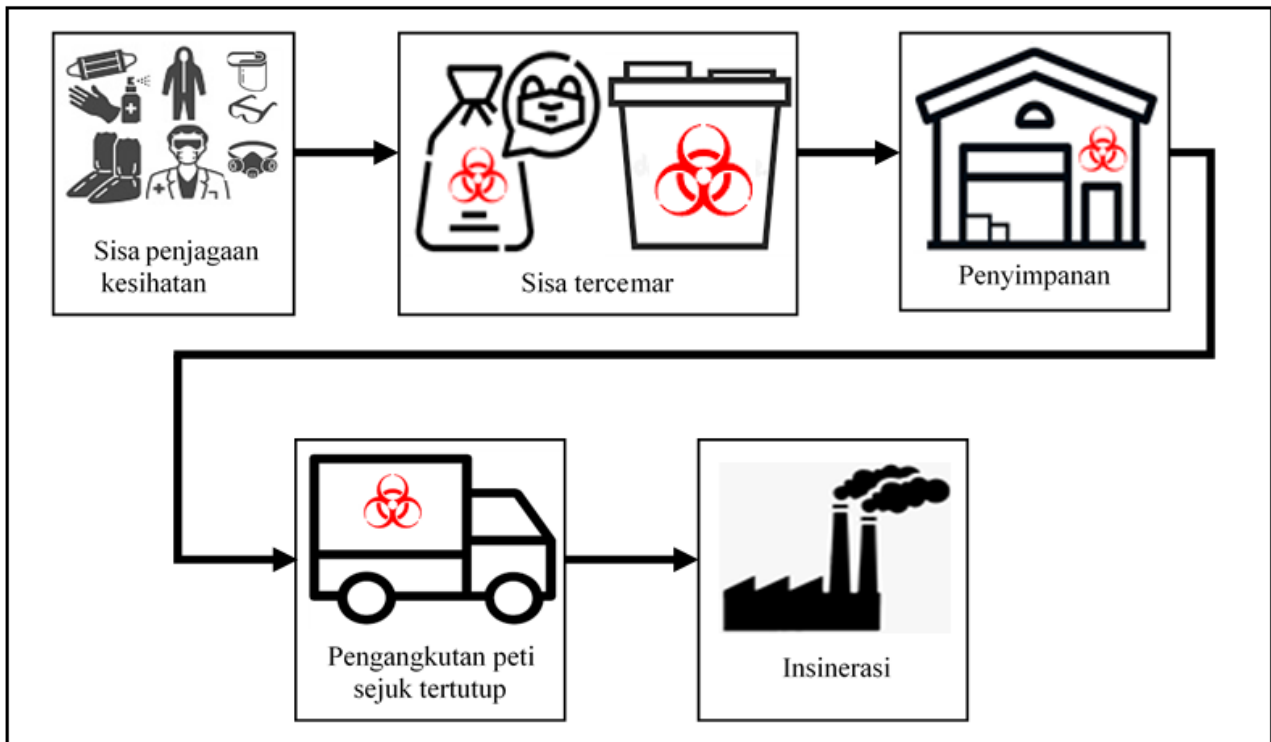 Sisa penjagaan
kesihatan
Sisa tercemar
Penyimpanan
Pengangkutan peti
sejuk tertutup
Insinerasi